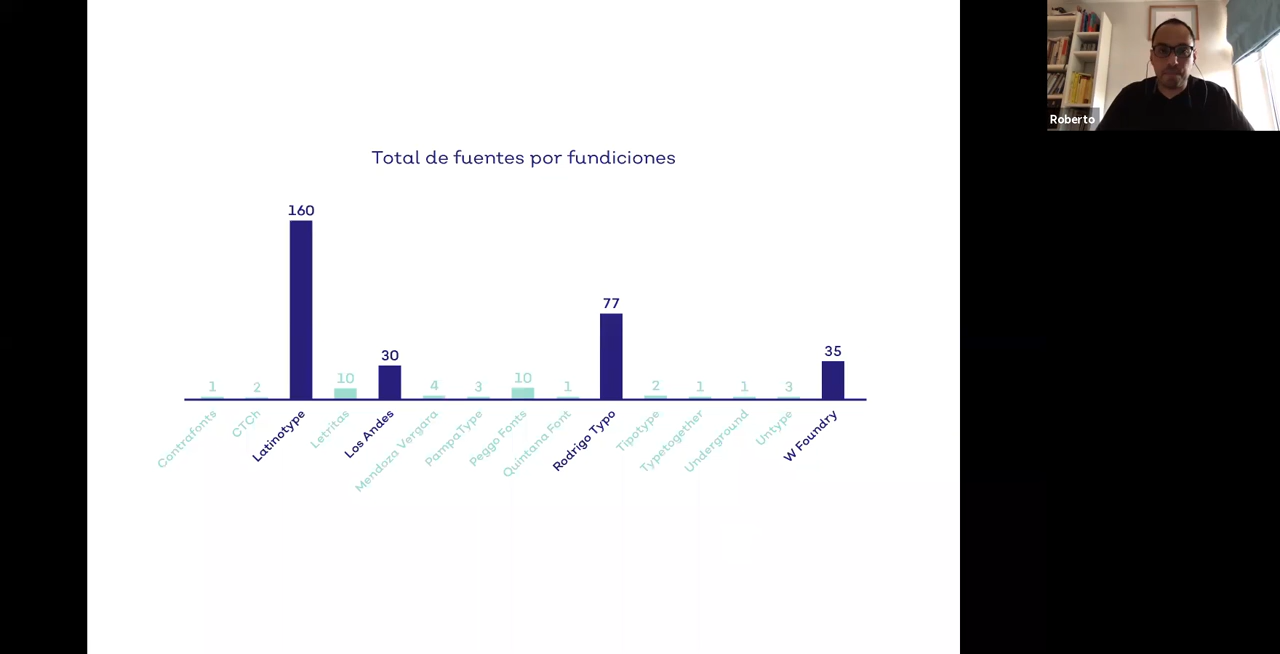 Roberto
Total de fuentes por fundiciones
160
77
35
30
10
10
1
2
4
3
1
2
1
1
3
Contrafonts
CTCh
Latinotype
Letritas
Los Andes
Mendoza Vergara
PampaType
Peggo Fonts
Quintana Font
Rodrigo Typo
Tipotype
Typetogether
Underground
Untype
W Foundry